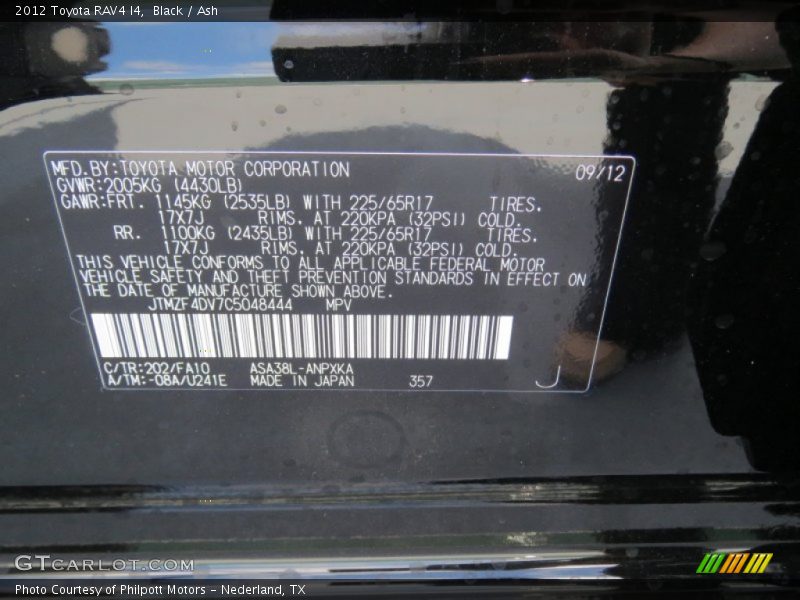 2012 Toyota RAV4 I4, Black / Ash
MFD.BY:TOYOTA MOTOR CORPORATION 09/12
GVWR:2005KG (4430LB)
GAWR:FRT. 1145KG (2535LB) WITH 225/65R17 TIRES.
17X7J RIMS. AT 220KPA (32PSI) COLD.
RR. 1100KG (2435LB) WITH 225/65R17 TIRES.
17X7J RIMS. AT 220KPA (32PSI) COLD.
THIS VEHICLE CONFORMS TO ALL APPLICABLE FEDERAL MOTOR
VEHICLE SAFETY AND THEFT PREVENTION STANDARDS IN EFFECT ON
THE DATE OF MANUFACTURE SHOWN ABOVE.
JTMZF4DV7C5048444 MPV
C/TR:202/FA10 ASA38L-ANPXKA
A/TM:-08A/U241E MADE IN JAPAN 357 J
GTCARLOT.COM
Photo Courtesy of Philpott Motors - Nederland, TX